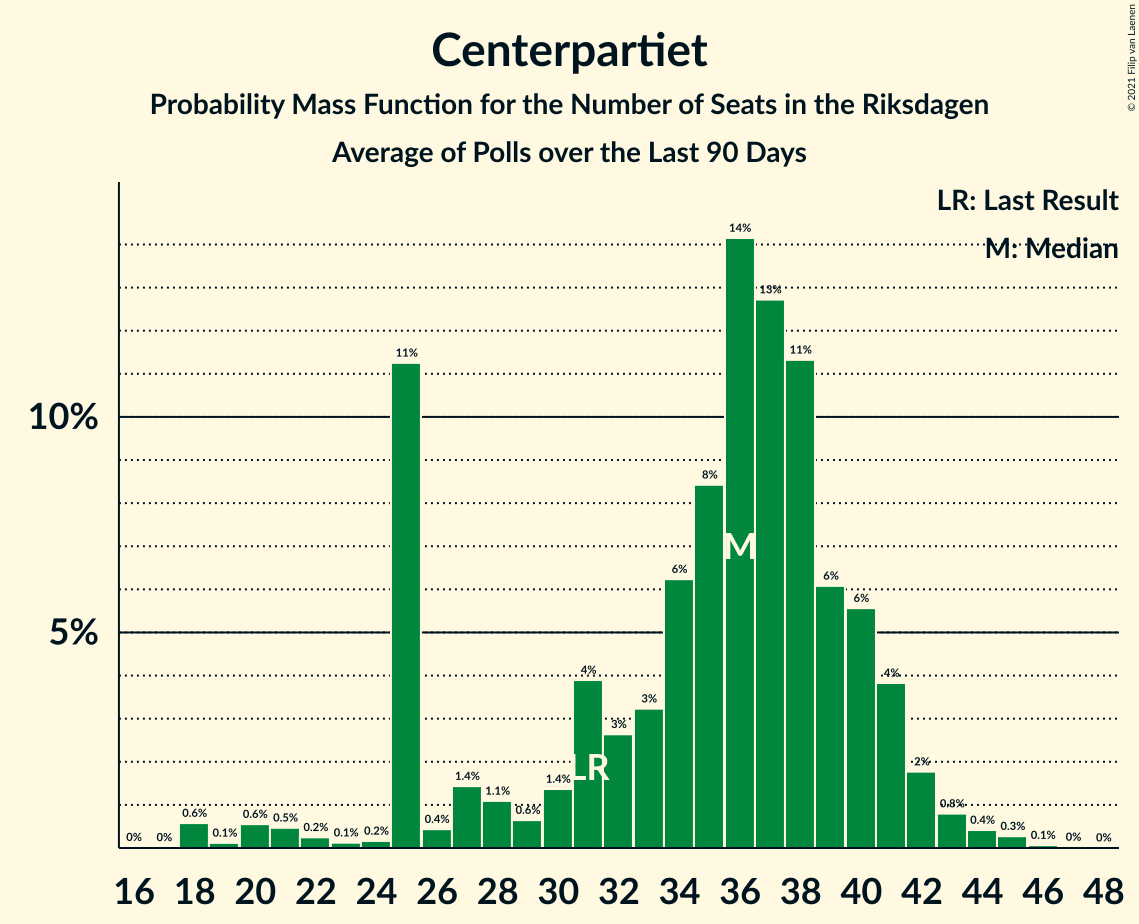 Centerpartiet
Probability Mass Function for the Number of Seats in the Riksdagen
Average of Polls over the Last 90 Days
© 2021 Filip van Laenen
LR: Last Result
M: Median
10%
5%
0% 0% 0.6% 0.1% 0.6% 0.5% 0.2% 0.1% 0.2% 11% 0.4% 1.4% 1.1% 0.6% 1.4% 4% 3% 3% 6% 8% 14% 13% 11% 6% 6% 4% 2% 0.8% 0.4% 0.3% 0.1% 0% 0%
M
LR
16 18 20 22 24 26 28 30 32 34 36 38 40 42 44 46 48